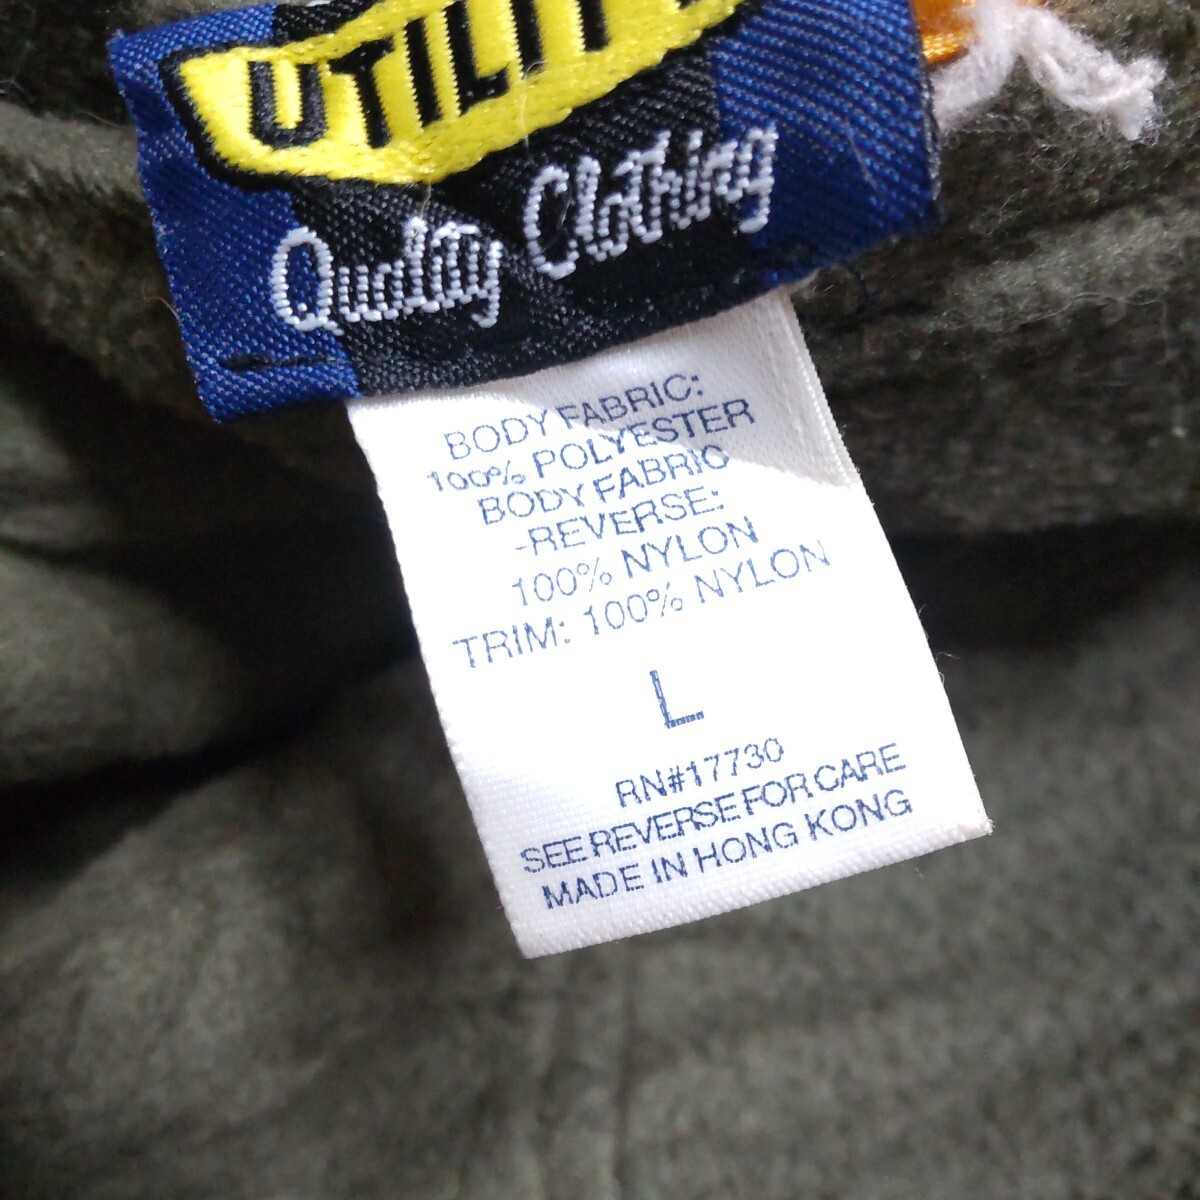 Quality Clothing
BODY FABRIC:
100% POLYESTER
BODY FABRIC
-REVERSE:
100% NYLON
TRIM: 100% NYLON
L
RN#17730
SEE REVERSE FOR CARE
MADE IN HONG KONG